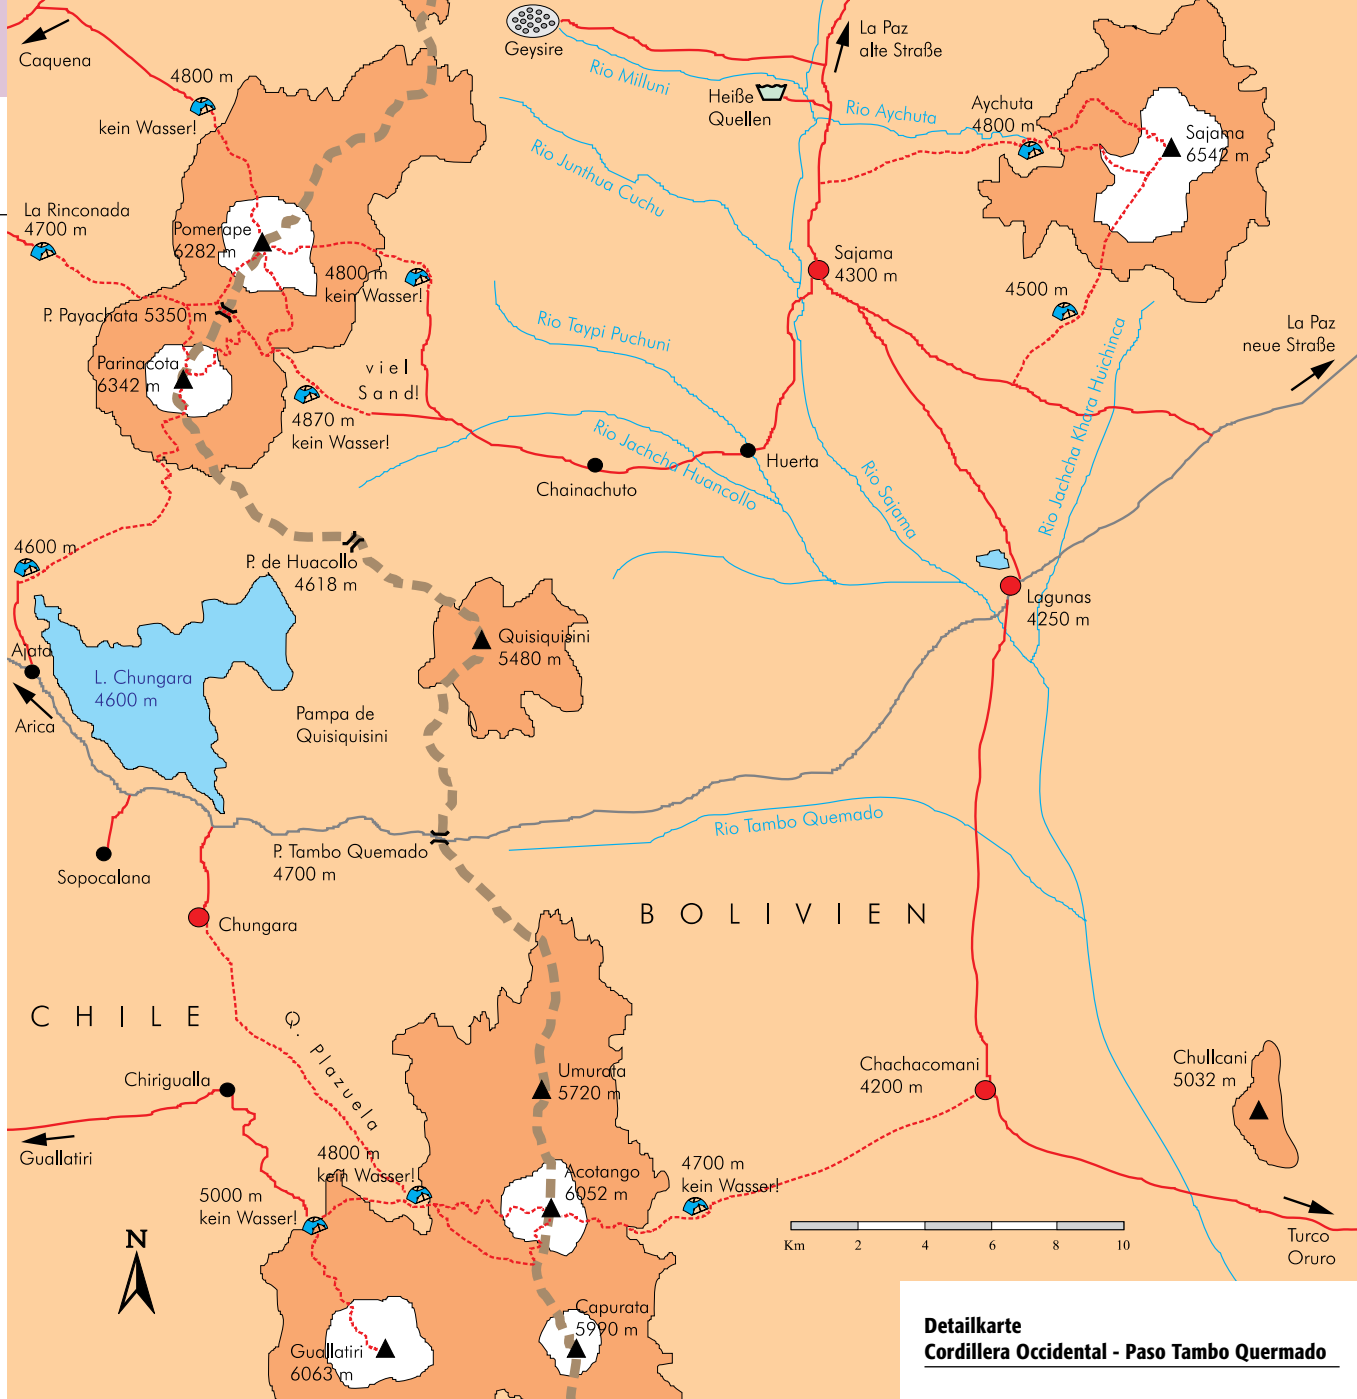 Caquena
4800 m
kein Wasser!
Geysire
La Paz
alte Straße
Rio Milluni
Heiße
Quellen
Rio Aychuta
Aychuta
4800 m
Sajama
6542 m
Rio Junthua Cuchu
La Rinconada
4700 m
Pomerape
6282 m
4800 m
kein Wasser!
Sajama
4300 m
4500 m
P. Payachata 5350 m
Rio Taypi Puchuni
La Paz
neue Straße
Parinacota
6342 m
viel
Sand!
4870 m
kein Wasser!
Rio Jachcha Huancollo
Rio Jachcha Khara Huichinca
Huerta
Chainachuto
Rio Sajama
4600 m
P. de Huacollo
4618 m
Lagunas
4250 m
Quisiquisini
5480 m
Ajata
L. Chungara
4600 m
Arica
Pampa de
Quisiquisini
Rio Tambo Quemado
P. Tambo Quemado
4700 m
Sopocalana
Chungara
BOLIVIEN
CHILE
Q. Plazuela
Umurata
5720 m
Chachacomani
4200 m
Chullcani
5032 m
Chirigualla
Guallatiri
4800 m
kein Wasser!
Acotango
6052 m
4700 m
kein Wasser!
5000 m
kein Wasser!
N
Km 2 4 6 8 10
Turco
Oruro
Capurata
5990 m
Guallatiri
6063 m
Detailkarte
Cordillera Occidental - Paso Tambo Quermado